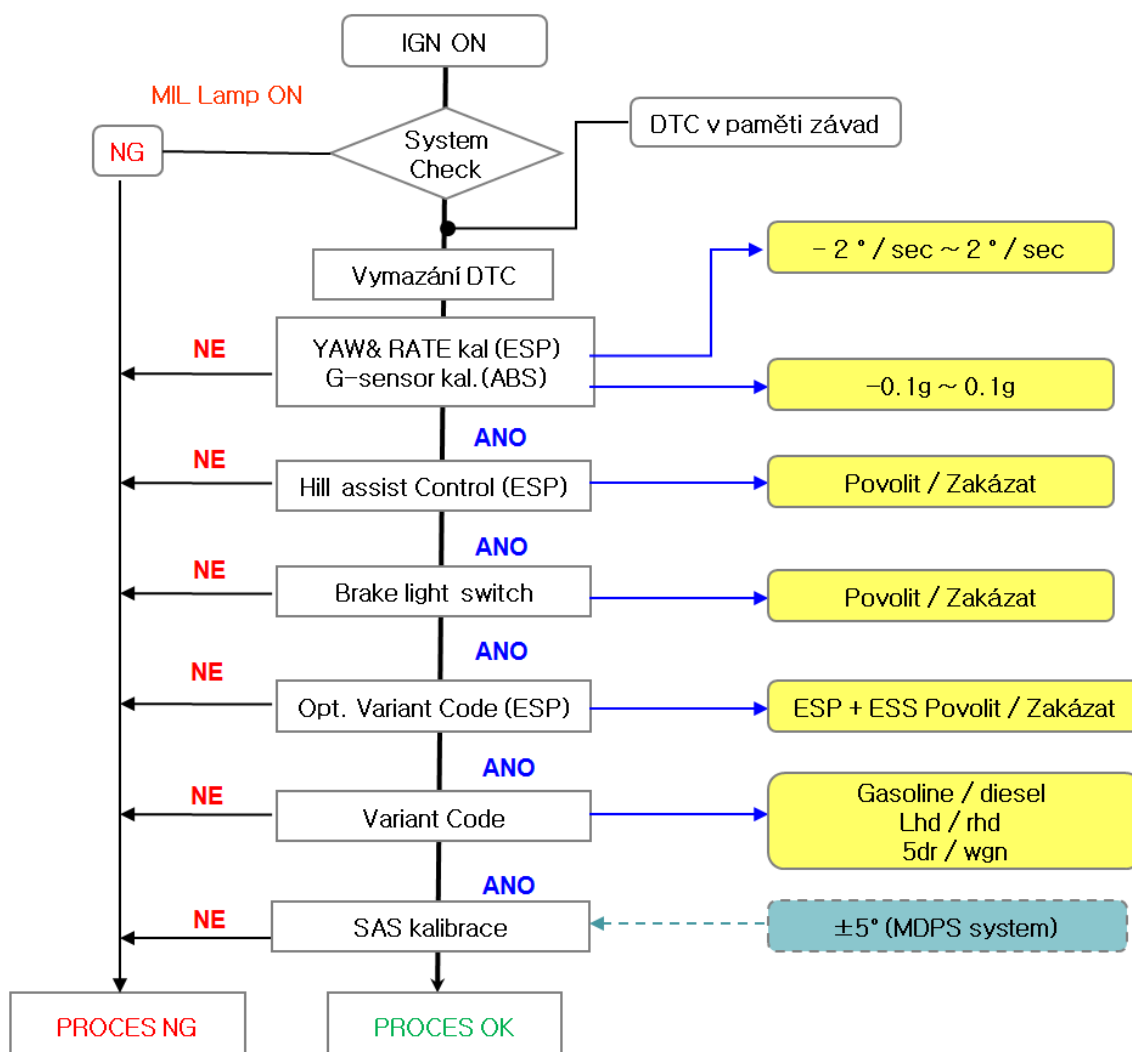 IGN ON
MIL Lamp ON
DTC v paměti závad
NG
System
Check
- 2 ° / sec ~ 2 ° / sec
Vymazání DTC
NE
YAW& RATE kal (ESP)
G-sensor kal.(ABS)
-0.1g ~ 0.1g
ANO
NE
Hill assist Control (ESP)
Povolit / Zakázat
ANO
NE
Brake light switch
Povolit / Zakázat
ANO
NE
Opt. Variant Code (ESP)
ESP + ESS Povolit / Zakázat
ANO
NE
Variant Code
Gasoline / diesel
Lhd / rhd
5dr / wgn
ANO
NE
SAS kalibrace
±5° (MDPS system)
PROCES NG
PROCES OK